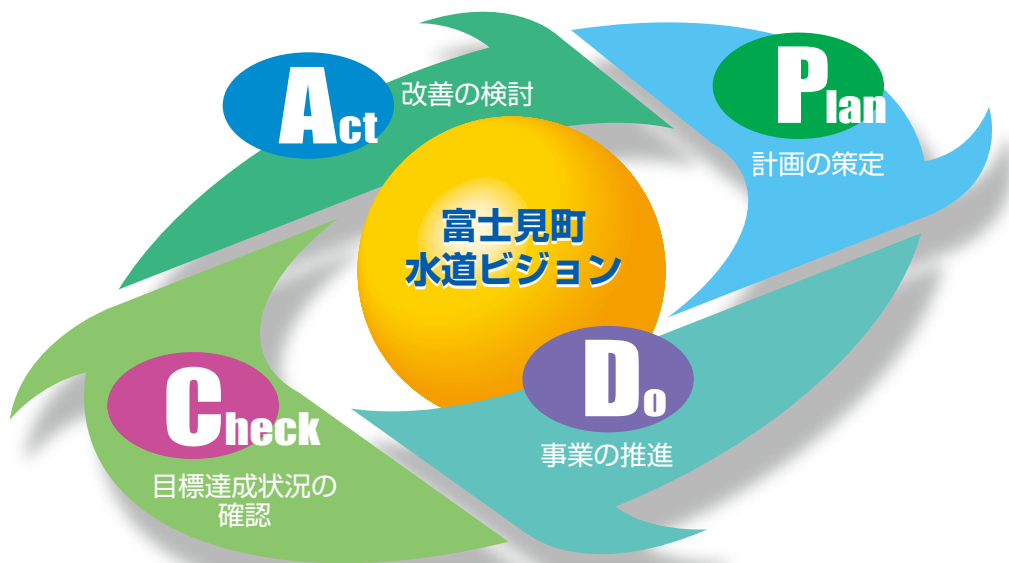 Act
改善の検討
Plan
計画の策定
富士見町
水道ビジョン
Do
事業の推進
Check
目標達成状況の
確認